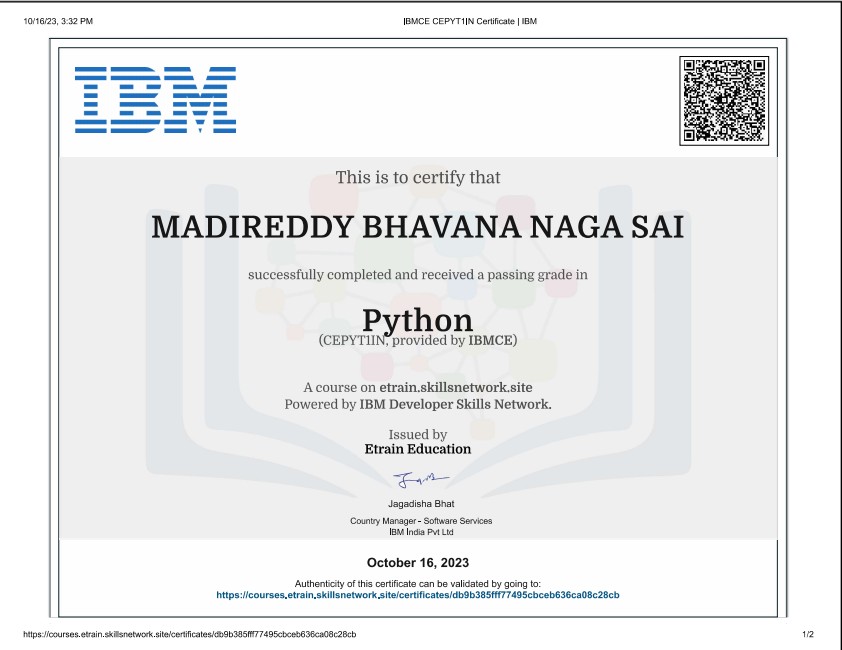 10/16/23, 3:32 PM
IBMCE CEPYT1IN Certificate | IBM
IBM
This is to certify that
MADIREDDY BHAVANA NAGA SAI
successfully completed and received a passing grade in
Python
(CEPYT1IN, provided by IBMCE)
A course on etrain.skillsnetwork.site
Powered by IBM Developer Skills Network.
Issued by
Etrain Education
Jagadisha Bhat
Country Manager - Software Services
IBM India Pvt Ltd
October 16, 2023
Authenticity of this certificate can be validated by going to:
https://courses.etrain.skillsnetwork.site/certificates/db9b385fff77495cbceb636ca08c28cb
https://courses.etrain.skillsnetwork.site/certificates/db9b385fff77495cbceb636ca08c28cb
1/2